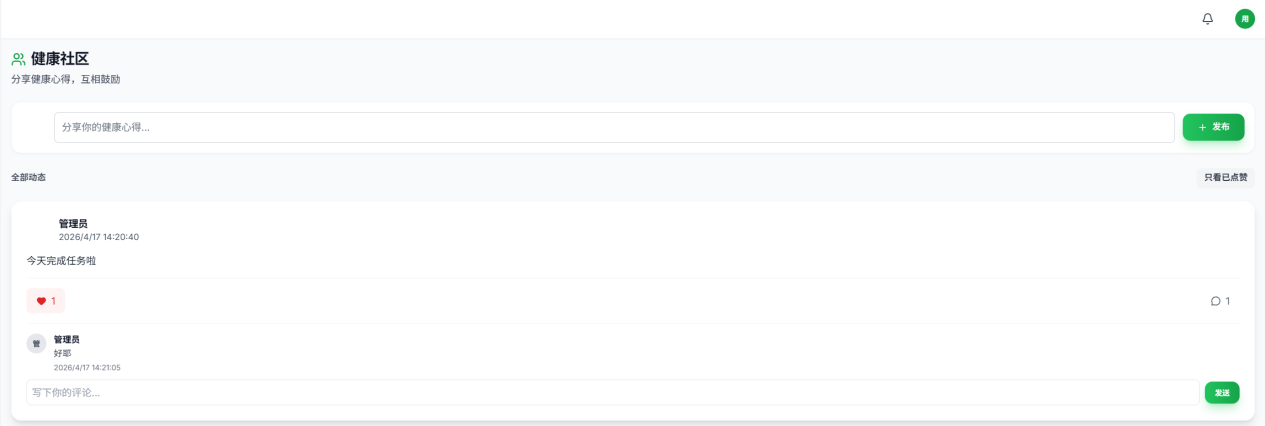 用
健康社区
分享健康心得，互相鼓励
分享你的健康心得...
+ 发布
全部动态
只看已点赞
管理员
2026/4/17 14:20:40
今天完成任务啦
1
1
管
管理员
好耶
2026/4/17 14:21:05
写下你的评论...
发送